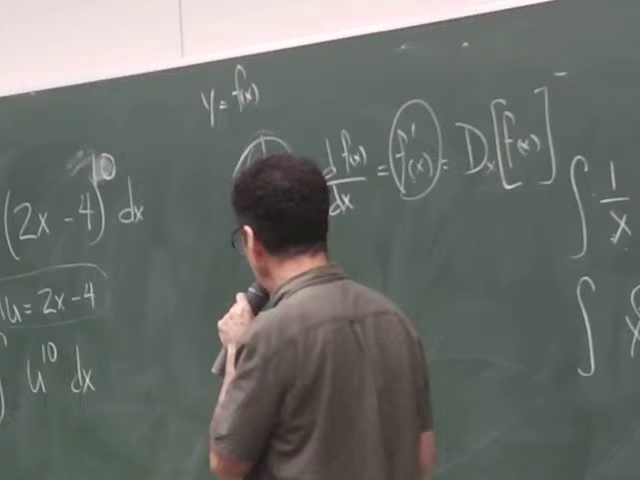 y = f(x)
d f(x)/dx = f'(x) = Dx[f(x)]
(2x - 4)^10 dx
u = 2x - 4
∫ u^10 dx
∫ 1/x
∫